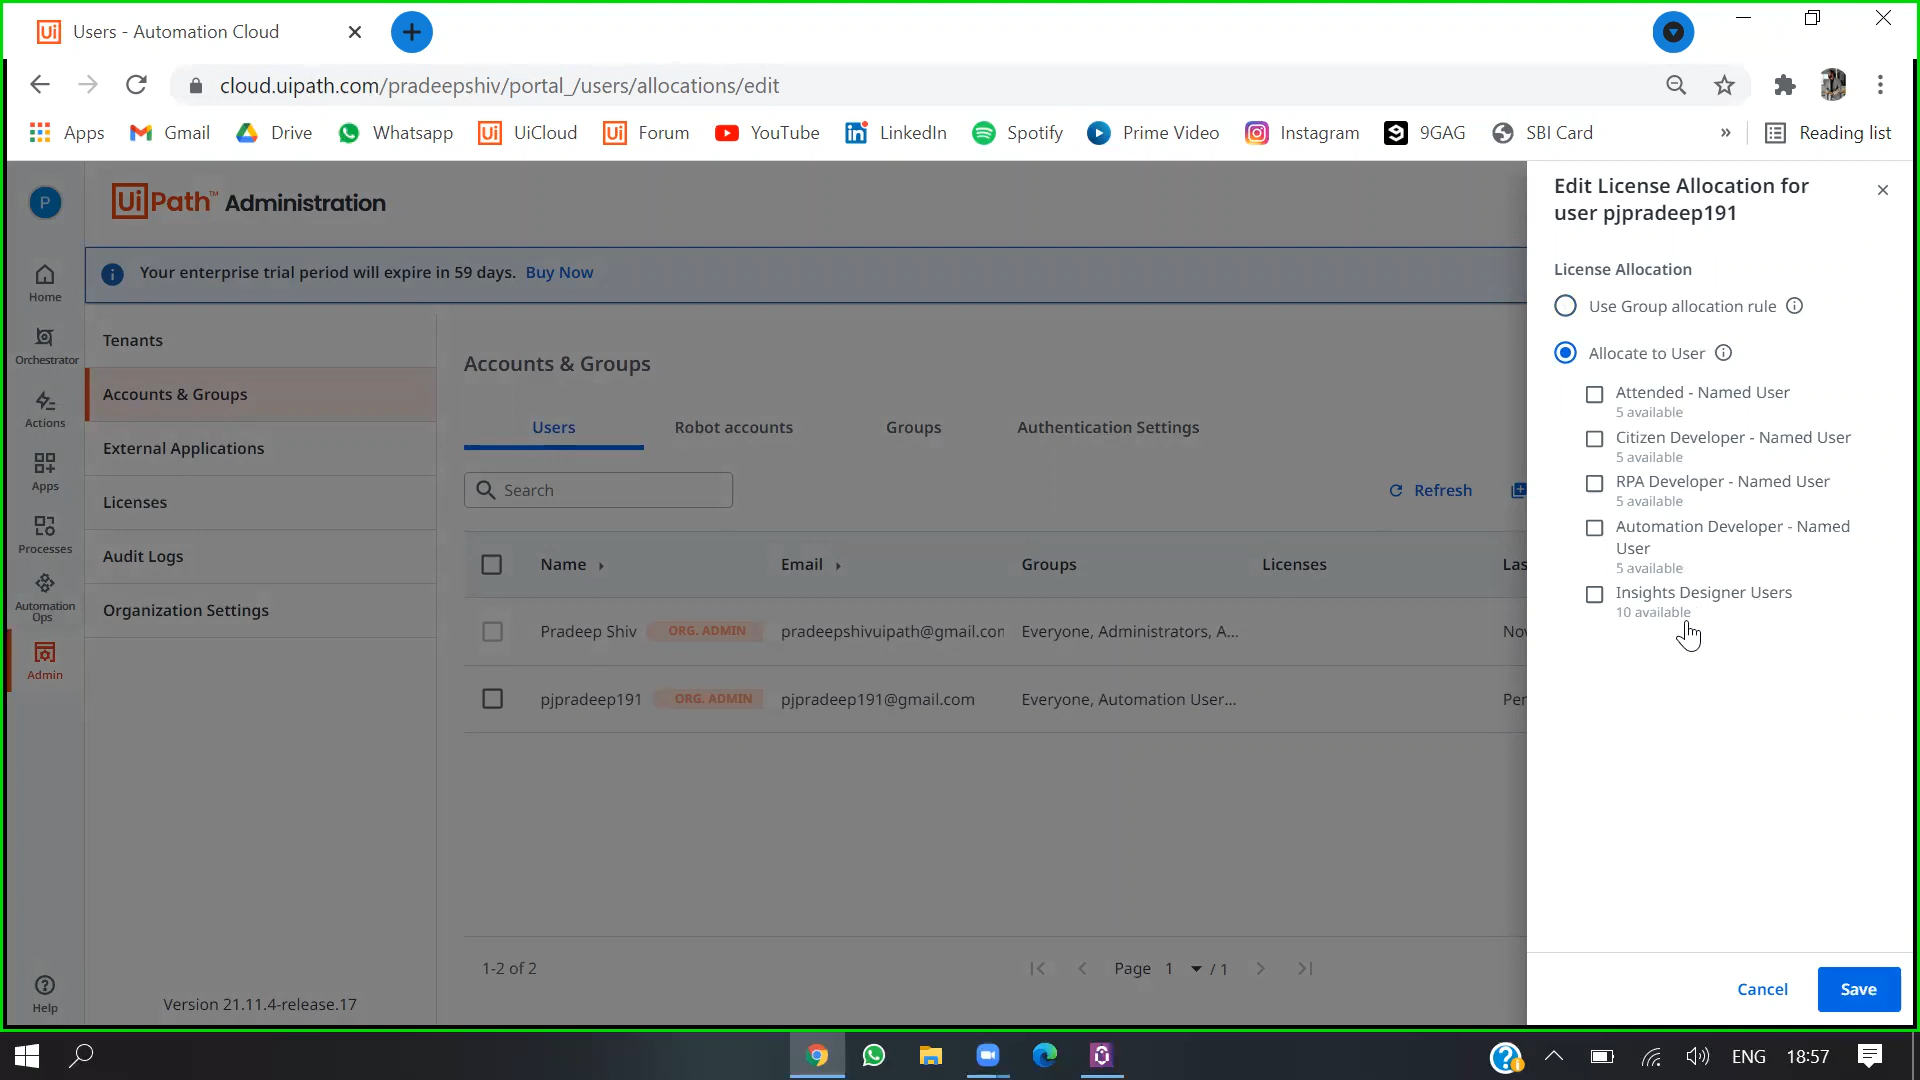 Users - Automation Cloud
cloud.uipath.com/pradeepshiv/portal_/users/allocations/edit
Apps Gmail Drive Whatsapp UiCloud Forum YouTube LinkedIn Spotify Prime Video Instagram 9GAG SBI Card » Reading list
P
UiPath™ Administration
Your enterprise trial period will expire in 59 days. Buy Now
Home
Orchestrator
Actions
Apps
Processes
Automation
Ops
Admin
Help
Tenants
Accounts & Groups
External Applications
Licenses
Audit Logs
Organization Settings
Version 21.11.4-release.17
Accounts & Groups
Users Robot accounts Groups Authentication Settings
Search
Refresh
Name Email Groups Licenses Las
Pradeep Shiv ORG. ADMIN pradeepshivuipath@gmail.con Everyone, Administrators, A... Nov
pjpradeep191 ORG. ADMIN pjpradeep191@gmail.com Everyone, Automation User... Per
1-2 of 2
Page 1 / 1
Edit License Allocation for
user pjpradeep191
License Allocation
Use Group allocation rule
Allocate to User
Attended - Named User
5 available
Citizen Developer - Named User
5 available
RPA Developer - Named User
5 available
Automation Developer - Named
User
5 available
Insights Designer Users
10 available
Cancel Save
ENG 18:57